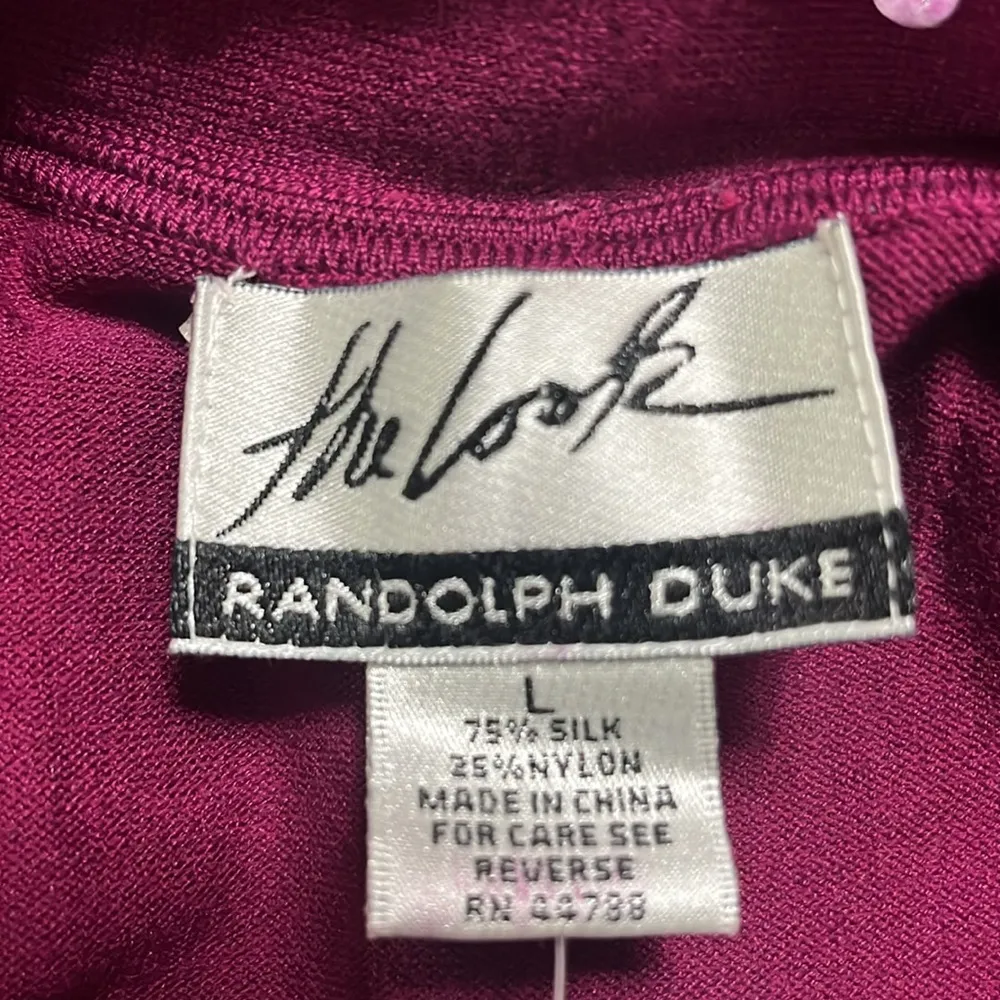 the Look
RANDOLPH DUKE
L
75% SILK
25% NYLON
MADE IN CHINA
FOR CARE SEE
REVERSE
RN 44788